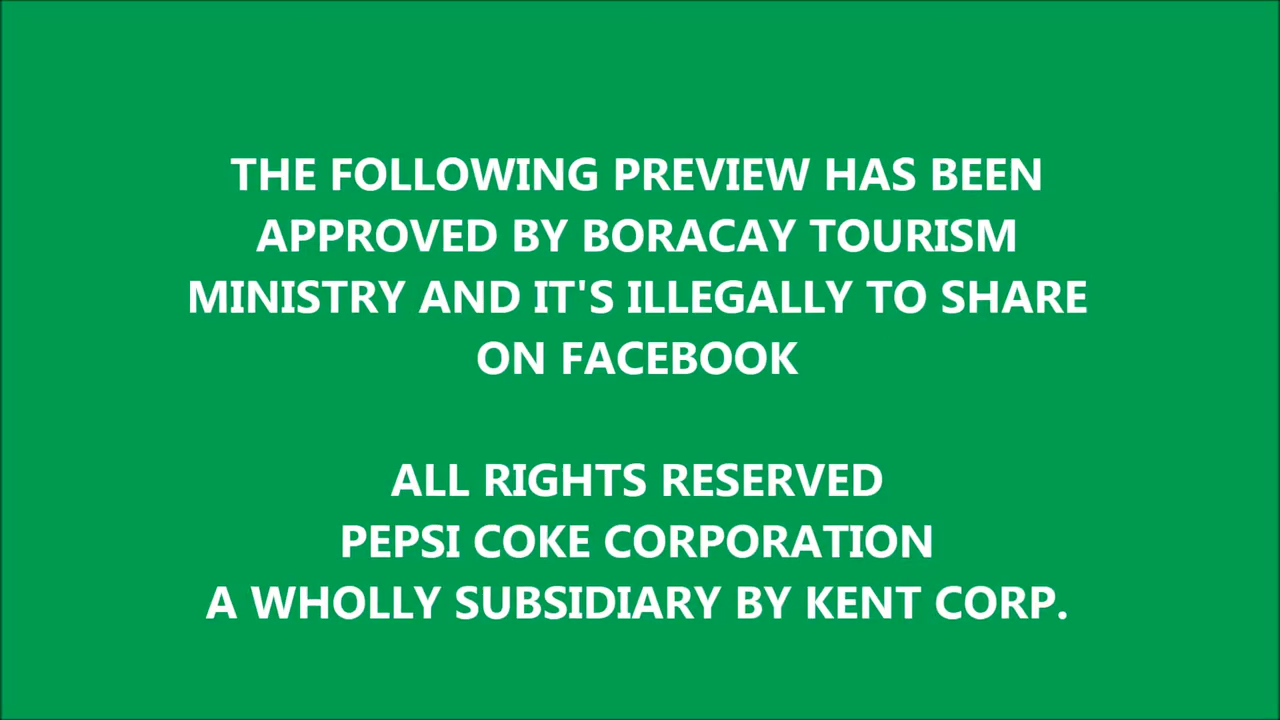 THE FOLLOWING PREVIEW HAS BEEN
APPROVED BY BORACAY TOURISM
MINISTRY AND IT'S ILLEGALLY TO SHARE
ON FACEBOOK
ALL RIGHTS RESERVED
PEPSI COKE CORPORATION
A WHOLLY SUBSIDIARY BY KENT CORP.